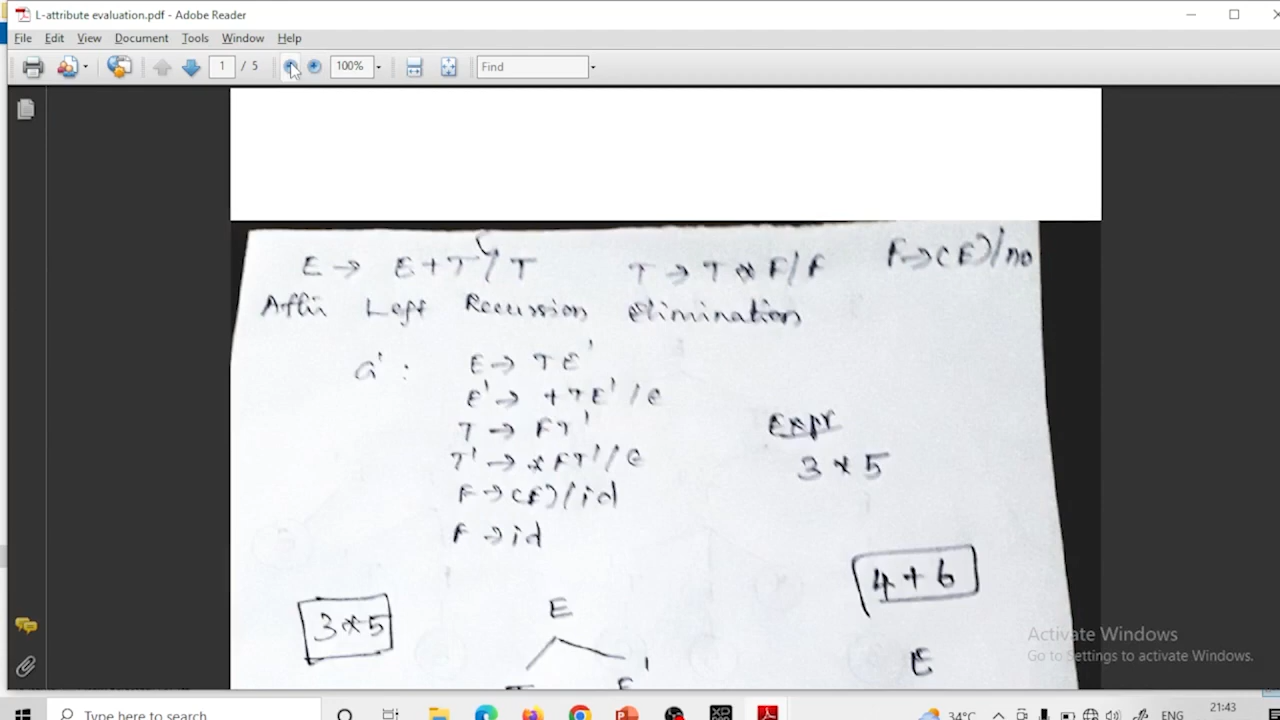 L-attribute evaluation.pdf - Adobe Reader
File Edit View Document Tools Window Help
1 / 5 100% Find
E → E+T / T T → T * F / F F → (E) / no
After Left Recursion elimination
G' : E → TE'
E' → +TE' / ϵ
T → FT'
T' → *FT' / ϵ
F → (E) / id
F → id
Expr
3 * 5
4 + 6
3 * 5
E
E
E'
Activate Windows
Go to Settings to activate Windows.
Type here to search
34°C ENG 21:43